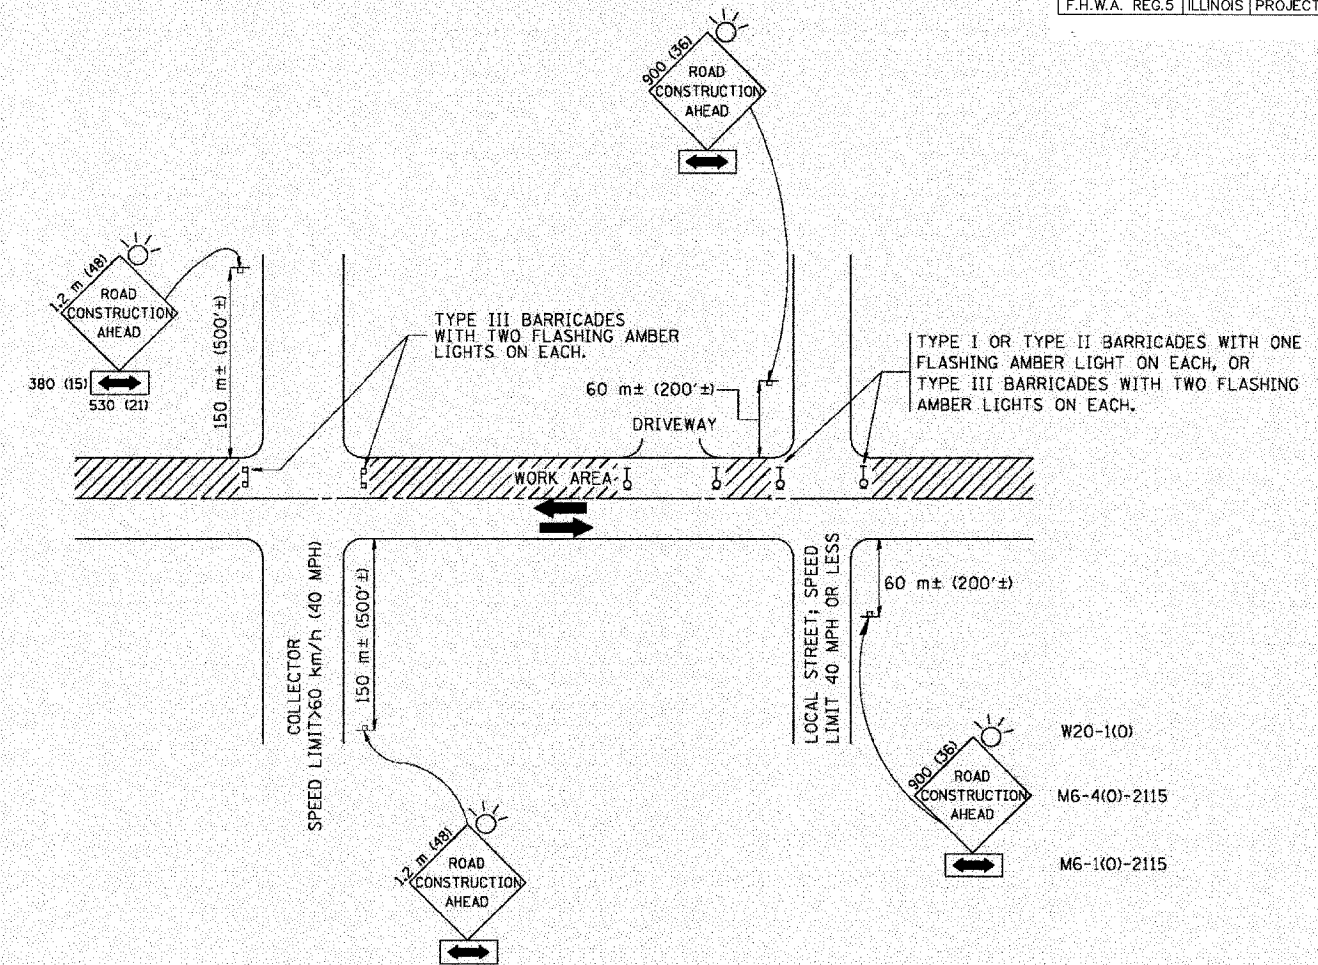 F.H.W.A. REG.5 ILLINOIS PROJECT
900 (36)
ROAD
CONSTRUCTION
AHEAD
1.2 m (48)
ROAD
CONSTRUCTION
AHEAD
380 (15)
530 (21)
150 m± (500'±)
TYPE III BARRICADES
WITH TWO FLASHING AMBER
LIGHTS ON EACH.
60 m± (200'±)
DRIVEWAY
TYPE I OR TYPE II BARRICADES WITH ONE
FLASHING AMBER LIGHT ON EACH, OR
TYPE III BARRICADES WITH TWO FLASHING
AMBER LIGHTS ON EACH.
WORK AREA
COLLECTOR
SPEED LIMIT>60 km/h (40 MPH)
150 m± (500'±)
LOCAL STREET; SPEED
LIMIT 40 MPH OR LESS
60 m± (200'±)
1.2 m (48)
ROAD
CONSTRUCTION
AHEAD
900 (36)
ROAD
CONSTRUCTION
AHEAD
W20-1(O)
M6-4(O)-2115
M6-1(O)-2115